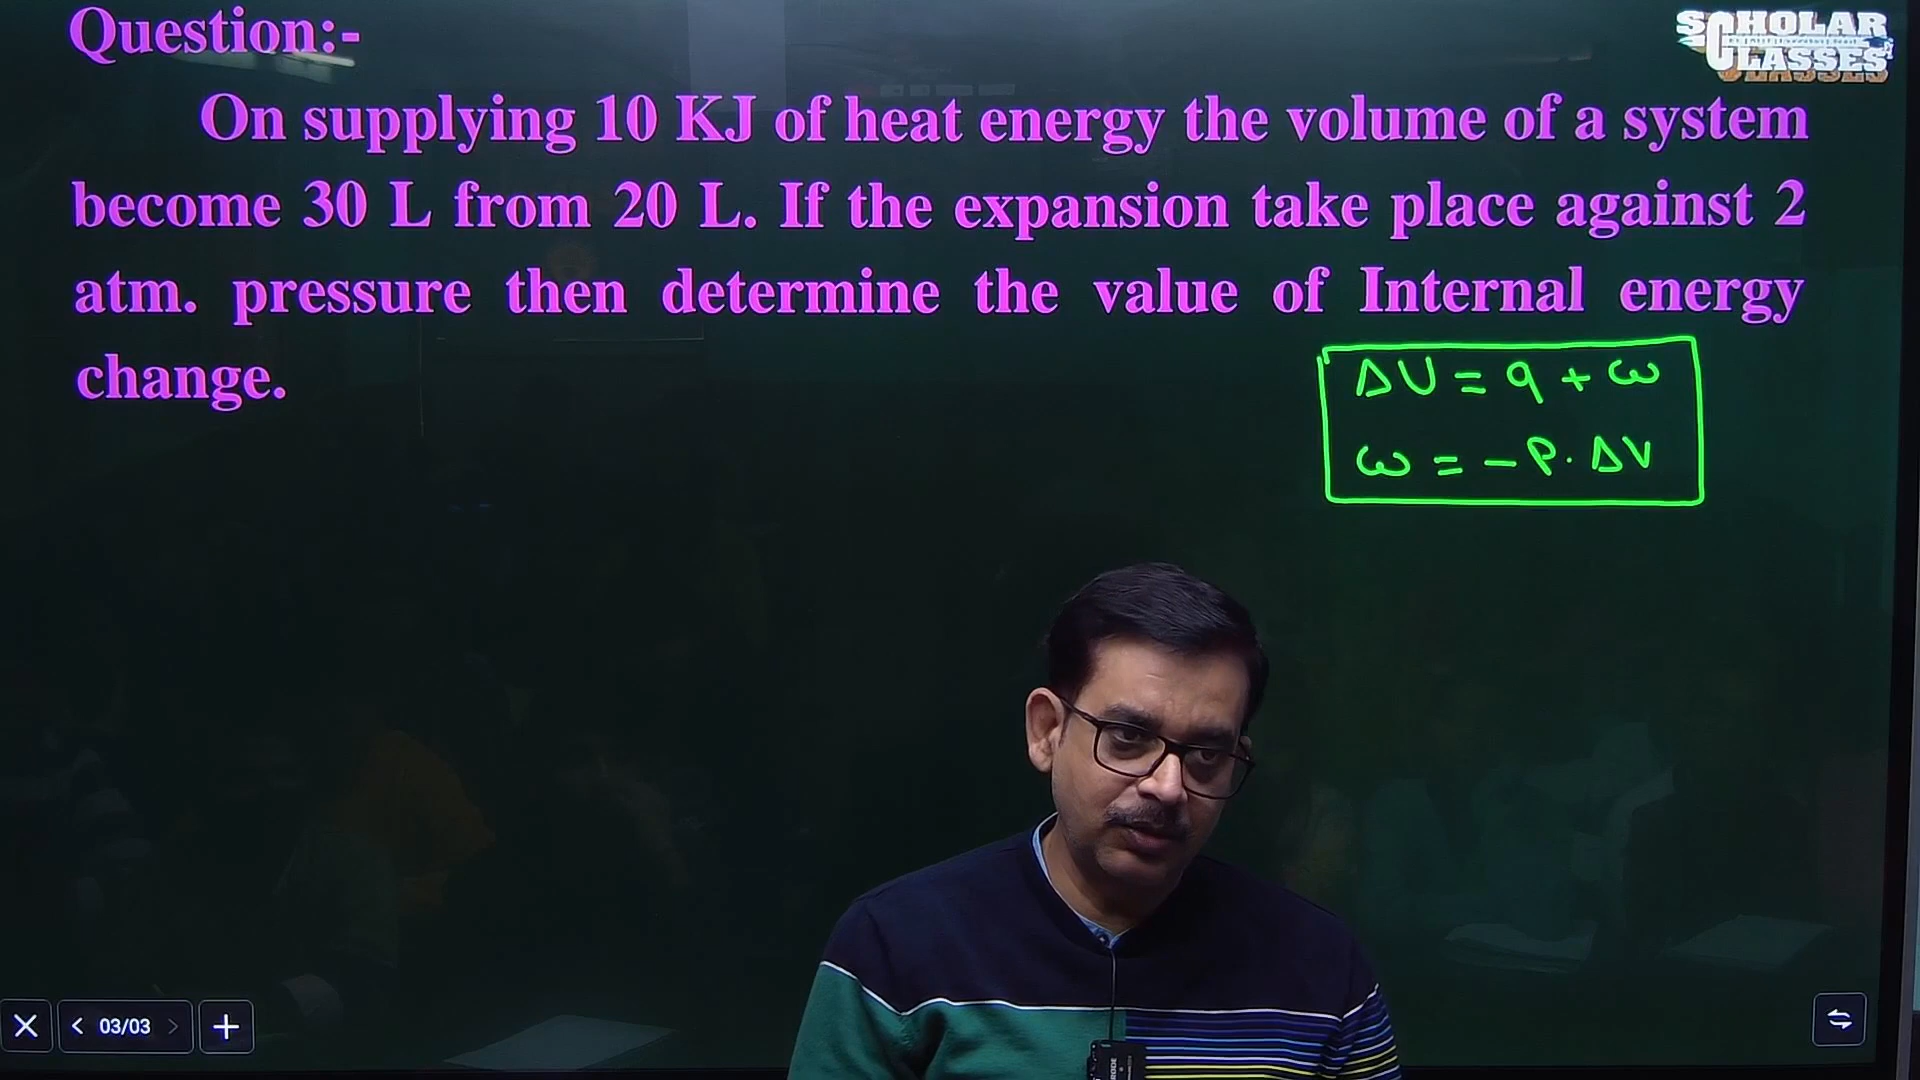 Question:-
SCHOLAR
CLASSES
On supplying 10 KJ of heat energy the volume of a system
become 30 L from 20 L. If the expansion take place against 2
atm. pressure then determine the value of Internal energy
change.
ΔU = q + ω
ω = - P. ΔV
03/03